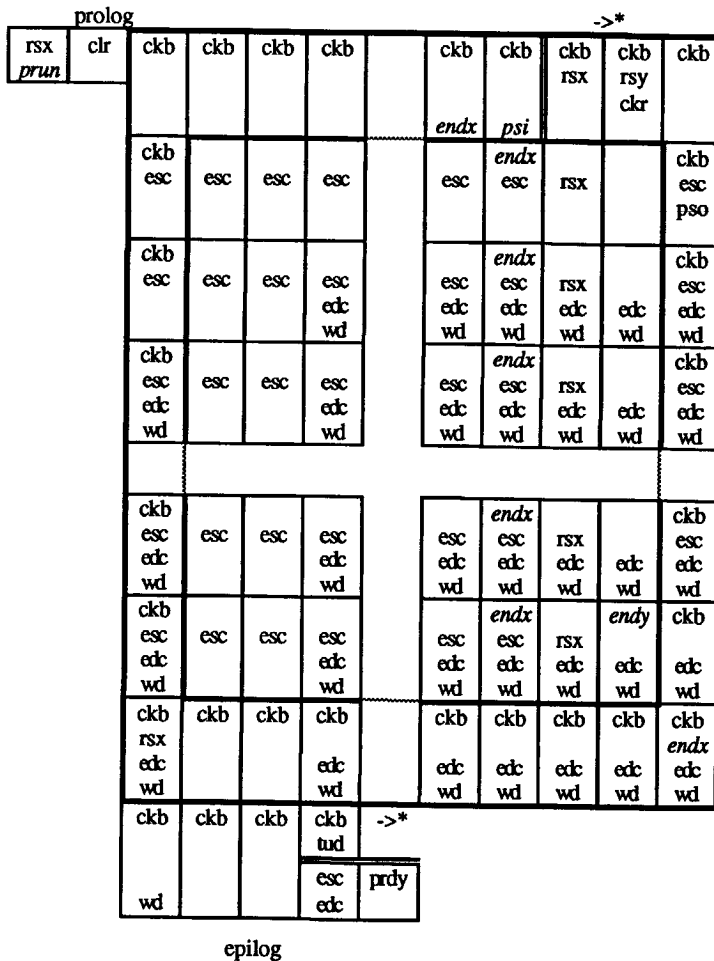 prolog ->*
rsx clr ckb ckb ckb ckb ckb ckb ckb ckb ckb
prun rsx rsy
ckr
endx psi
ckb endx ckb
esc esc esc esc esc esc rsx esc
pso
ckb endx ckb
esc esc esc esc esc esc rsx esc
edc edc edc edc edc edc
wd wd wd wd wd wd
ckb endx ckb
esc esc esc esc esc esc rsx esc
edc edc edc edc edc edc edc
wd wd wd wd wd wd wd
ckb endx ckb
esc esc esc esc esc esc rsx esc
edc edc edc edc edc edc edc
wd wd wd wd wd wd wd
ckb endx endy ckb
esc esc esc esc esc esc rsx
edc edc edc edc edc edc edc
wd wd wd wd wd wd wd
ckb ckb ckb ckb ckb ckb ckb ckb ckb
rsx endx
edc edc edc edc edc edc edc
wd wd wd wd wd wd wd
ckb ckb ckb ckb ->*
tud
esc prdy
wd edc
epilog